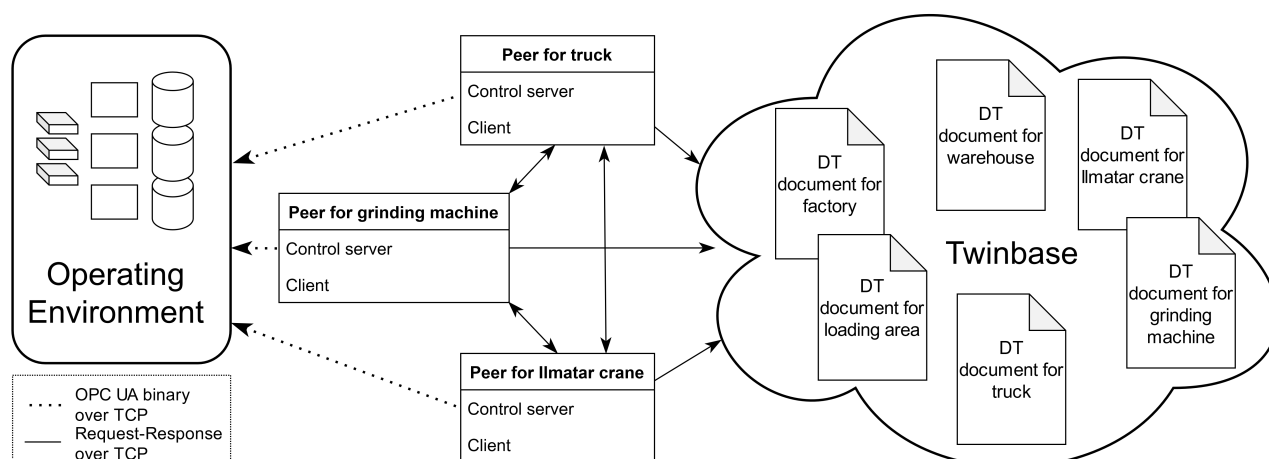 Operating
Environment
OPC UA binary
over TCP
Request-Response
over TCP
Peer for truck
Control server
Client
Peer for grinding machine
Control server
Client
Peer for Ilmatar crane
Control server
Client
Twinbase
DT
document for
factory
DT
document for
loading area
DT
document for
warehouse
DT
document for
truck
DT
document for
Ilmatar crane
DT
document for
grinding
machine